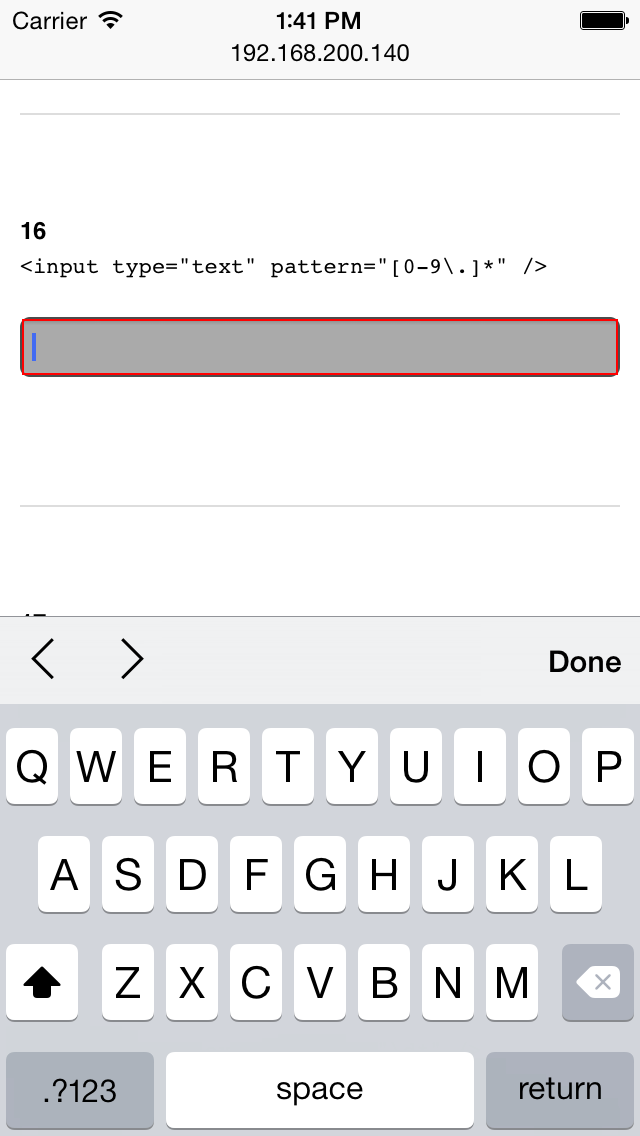 Carrier 1:41 PM
192.168.200.140
16
<input type="text" pattern="[0-9\.]*" />
Done
Q W E R T Y U I O P
A S D F G H J K L
Z X C V B N M
.?123 space return